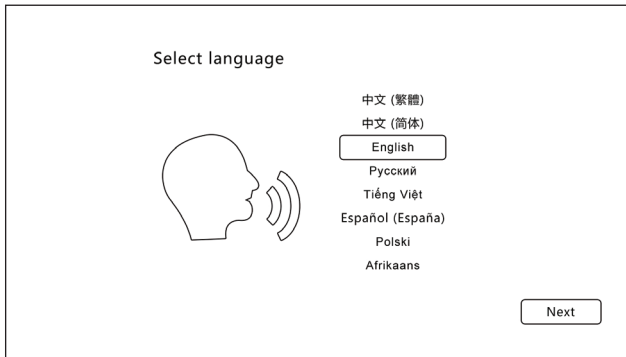 Select language
中文 (繁體)
中文 (简体)
English
Русский
Tiếng Việt
Español (España)
Polski
Afrikaans
Next